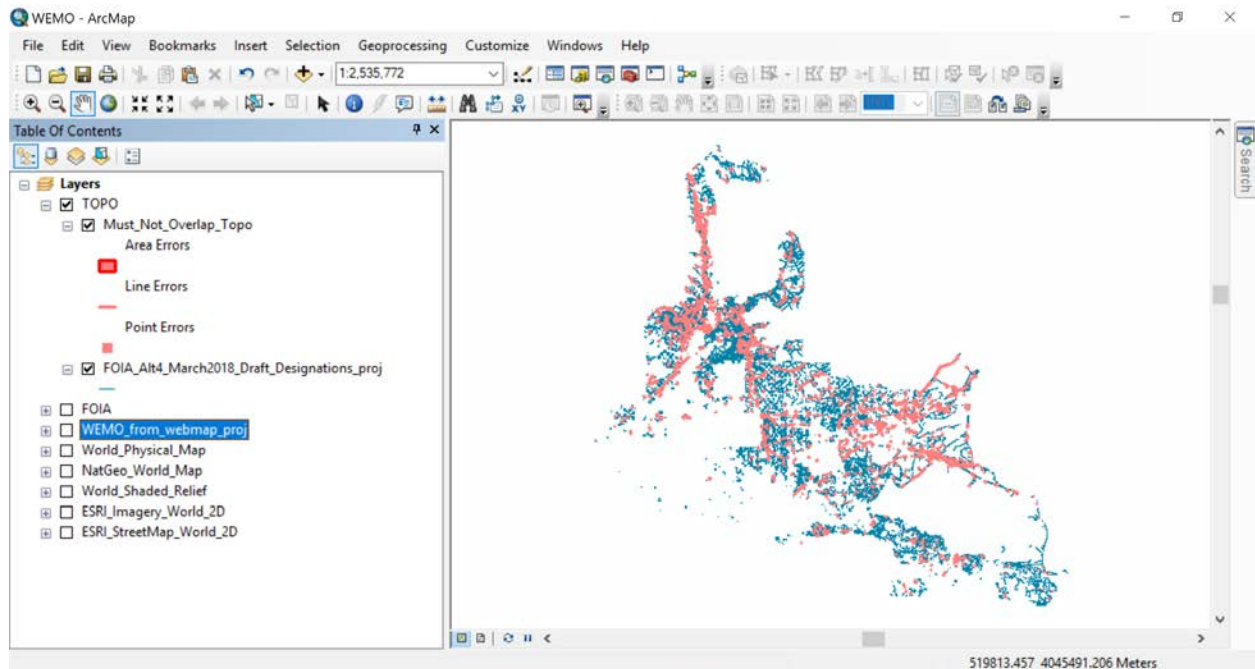 WEMO - ArcMap
File Edit View Bookmarks Insert Selection Geoprocessing Customize Windows Help
1:2,535,772
Table Of Contents
Layers
TOPO
Must_Not_Overlap_Topo
Area Errors
Line Errors
Point Errors
FOIA_Alt4_March2018_Draft_Designations_proj
FOIA
WEMO_from_webmap_proj
World_Physical_Map
NatGeo_World_Map
World_Shaded_Relief
ESRI_Imagery_World_2D
ESRI_StreetMap_World_2D
Search
519813.457 4045491.206 Meters